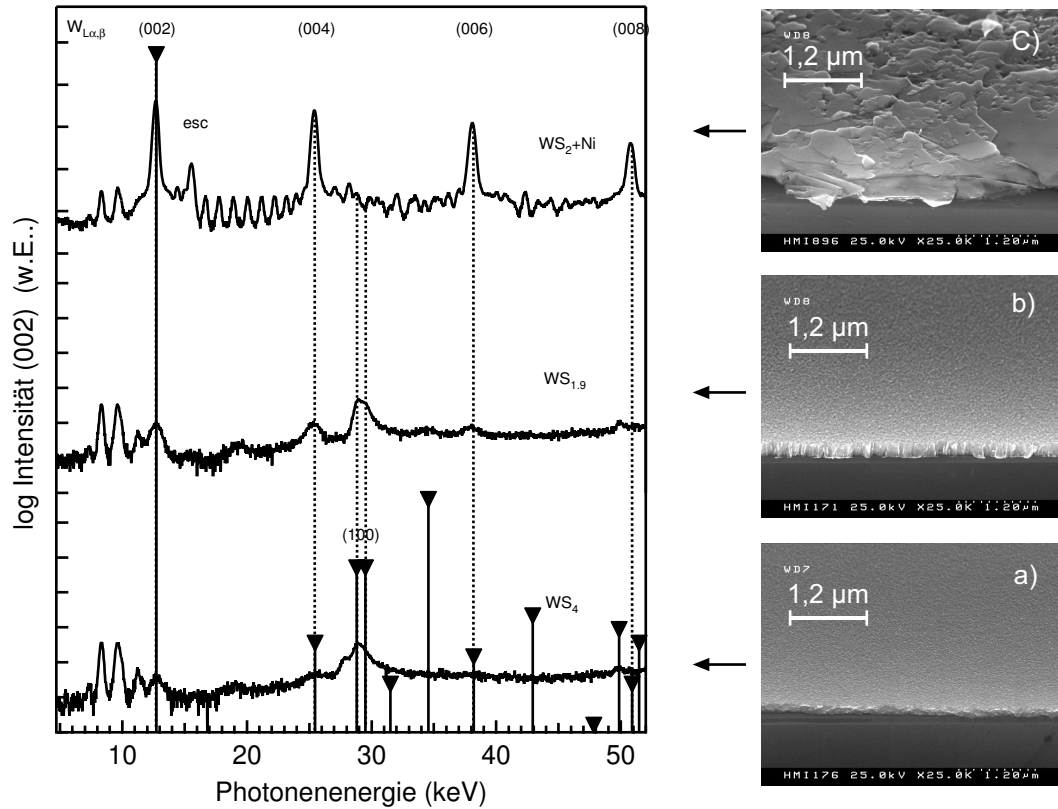 W Lα,β
(002)
(004)
(006)
(008)
esc
WS2+Ni
WS1.9
(100)
WS4
log Intensität (002) (w.E..)
10
20
30
40
50
Photonenenergie (keV)
WD8
C)
1,2 µm
HMI896 25.0kV X25.0K 1.20µm
WD8
b)
1,2 µm
HMI171 25.0kV X25.0K 1.20µm
WD7
a)
1,2 µm
HMI176 25.0kV X25.0K 1.20µm